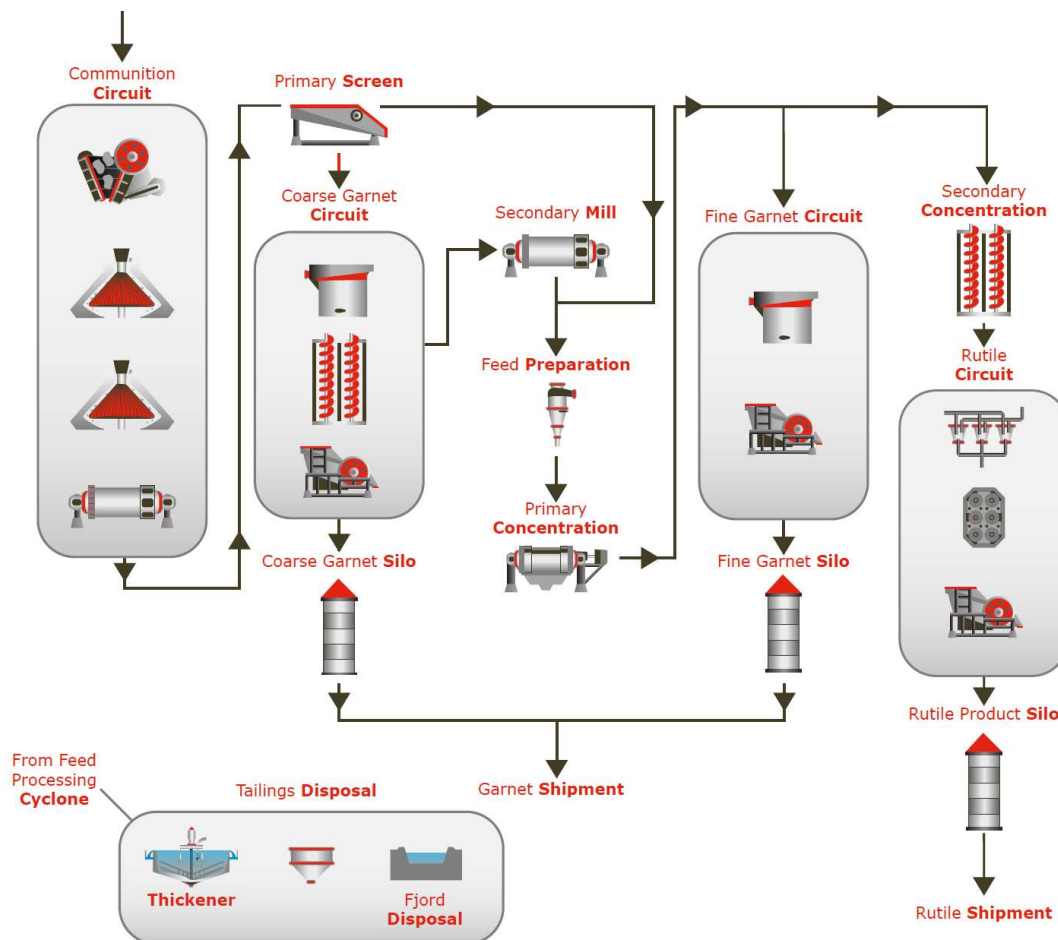 Communition
Circuit
Primary Screen
Coarse Garnet
Circuit
Secondary Mill
Fine Garnet Circuit
Secondary
Concentration
Feed Preparation
Rutile
Circuit
Primary
Concentration
Coarse Garnet Silo
Fine Garnet Silo
Rutile Product Silo
From Feed
Processing
Cyclone
Tailings Disposal
Garnet Shipment
Thickener
Fjord
Disposal
Rutile Shipment